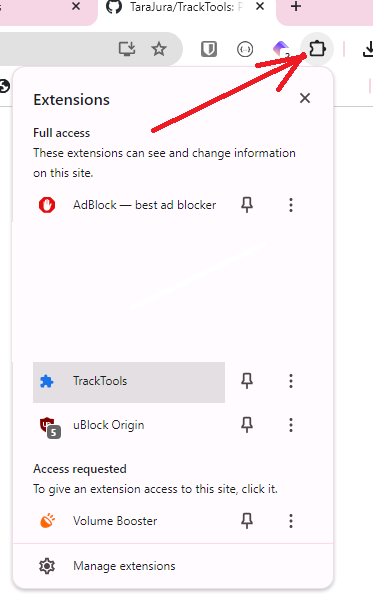 TaraJura/TrackTools:
Extensions
Full access
These extensions can see and change information
on this site.
AdBlock — best ad blocker
TrackTools
uBlock Origin
5
Access requested
To give an extension access to this site, click it.
Volume Booster
Manage extensions